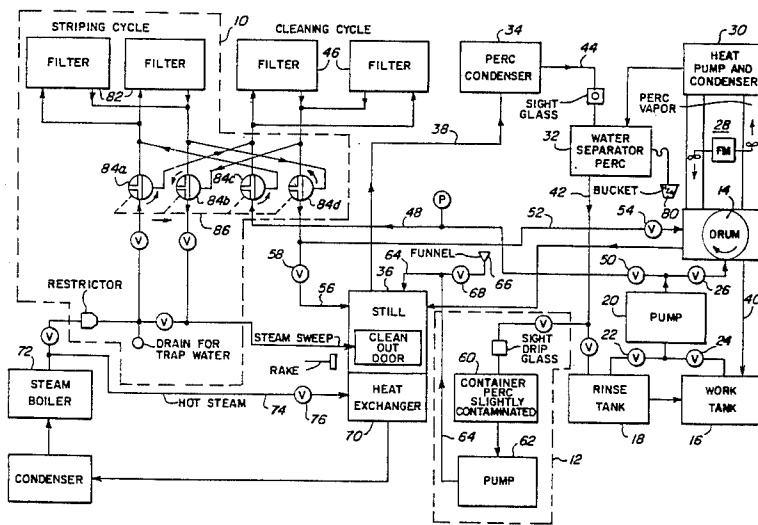 STRIPING CYCLE
10
CLEANING CYCLE
34
44
30
FILTER
FILTER
FILTER
46
FILTER
PERC
CONDENSER
HEAT
PUMP AND
CONDENSER
82
SIGHT
GLASS
PERC
VAPOR
28
FM
38
32
WATER
SEPARATOR
PERC
84a
84b
84c
84d
42
BUCKET
80
14
DRUM
86
P
48
52
54
V
V
V
58
V
56
64
FUNNEL
66
V
68
50
V
V
26
40
RESTRICTOR
36
STILL
20
PUMP
V
V
STEAM
SWEEP
CLEAN
OUT
DOOR
V
SIGHT
DRIP
GLASS
V
22
V
V
24
72
DRAIN FOR
TRAP WATER
RAKE
STEAM
BOILER
HOT STEAM
74
V
76
HEAT
EXCHANGER
70
60
CONTAINER
PERC
SLIGHTLY
CONTAMINATED
RINSE
TANK
18
WORK
TANK
16
64
62
PUMP
12
CONDENSER